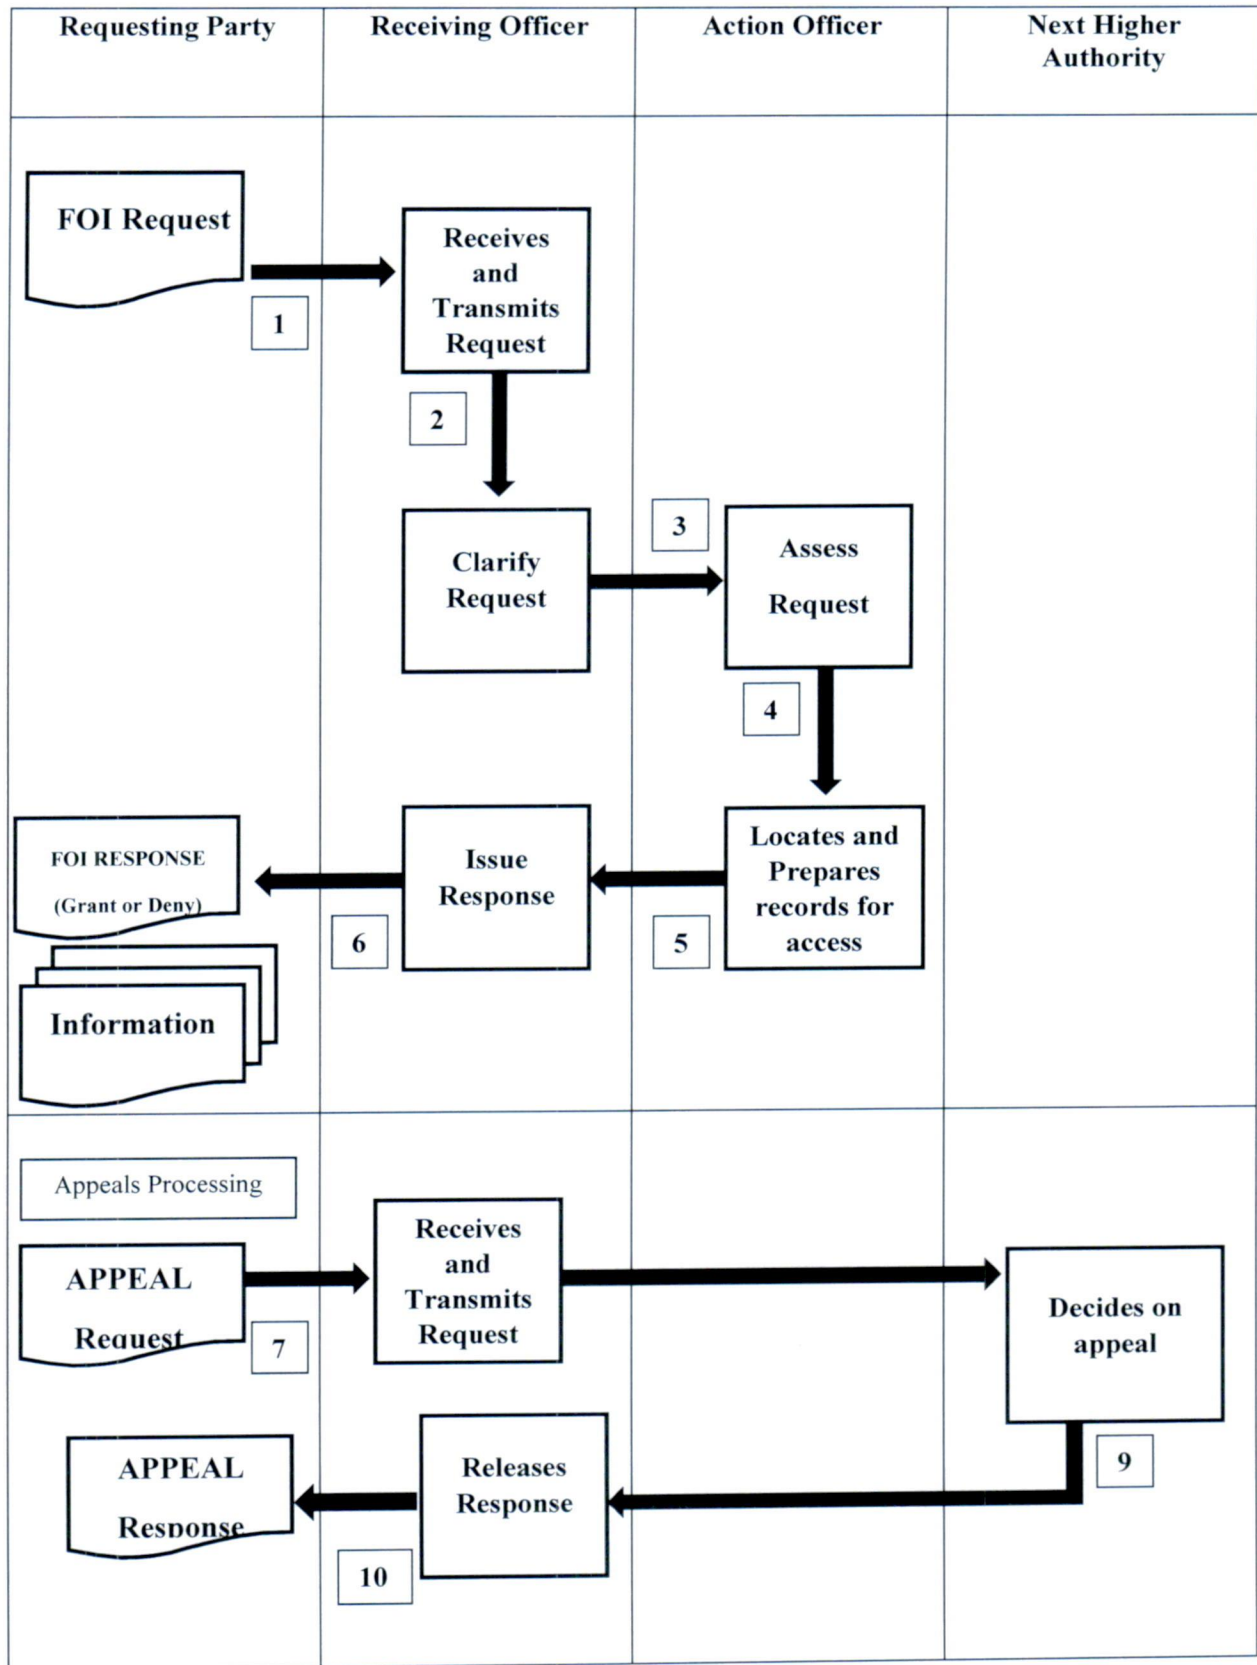 Requesting Party
Receiving Officer
Action Officer
Next Higher
Authority
FOI Request
1
Receives
and
Transmits
Request
2
Clarify
Request
3
Assess
Request
4
Locates and
Prepares
records for
access
5
Issue
Response
6
FOI RESPONSE
(Grant or Deny)
Information
Appeals Processing
APPEAL
Request
7
Receives
and
Transmits
Request
Decides on
appeal
9
Releases
Response
10
APPEAL
Response